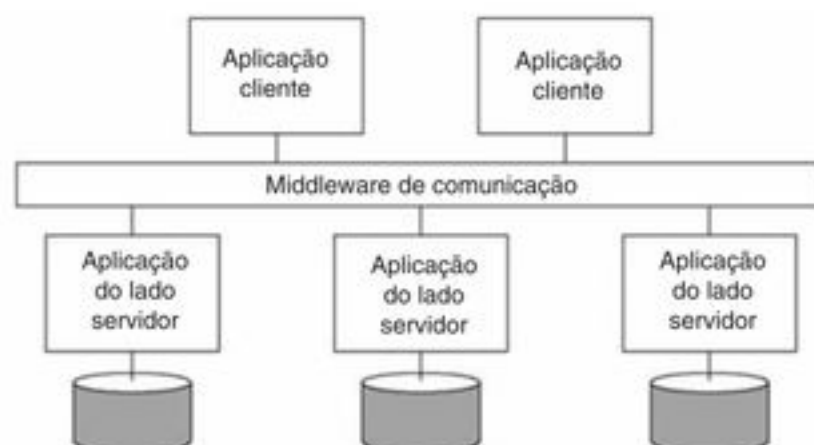 Aplicação
cliente
Aplicação
cliente
Middleware de comunicação
Aplicação
do lado
servidor
Aplicação
do lado
servidor
Aplicação
do lado
servidor